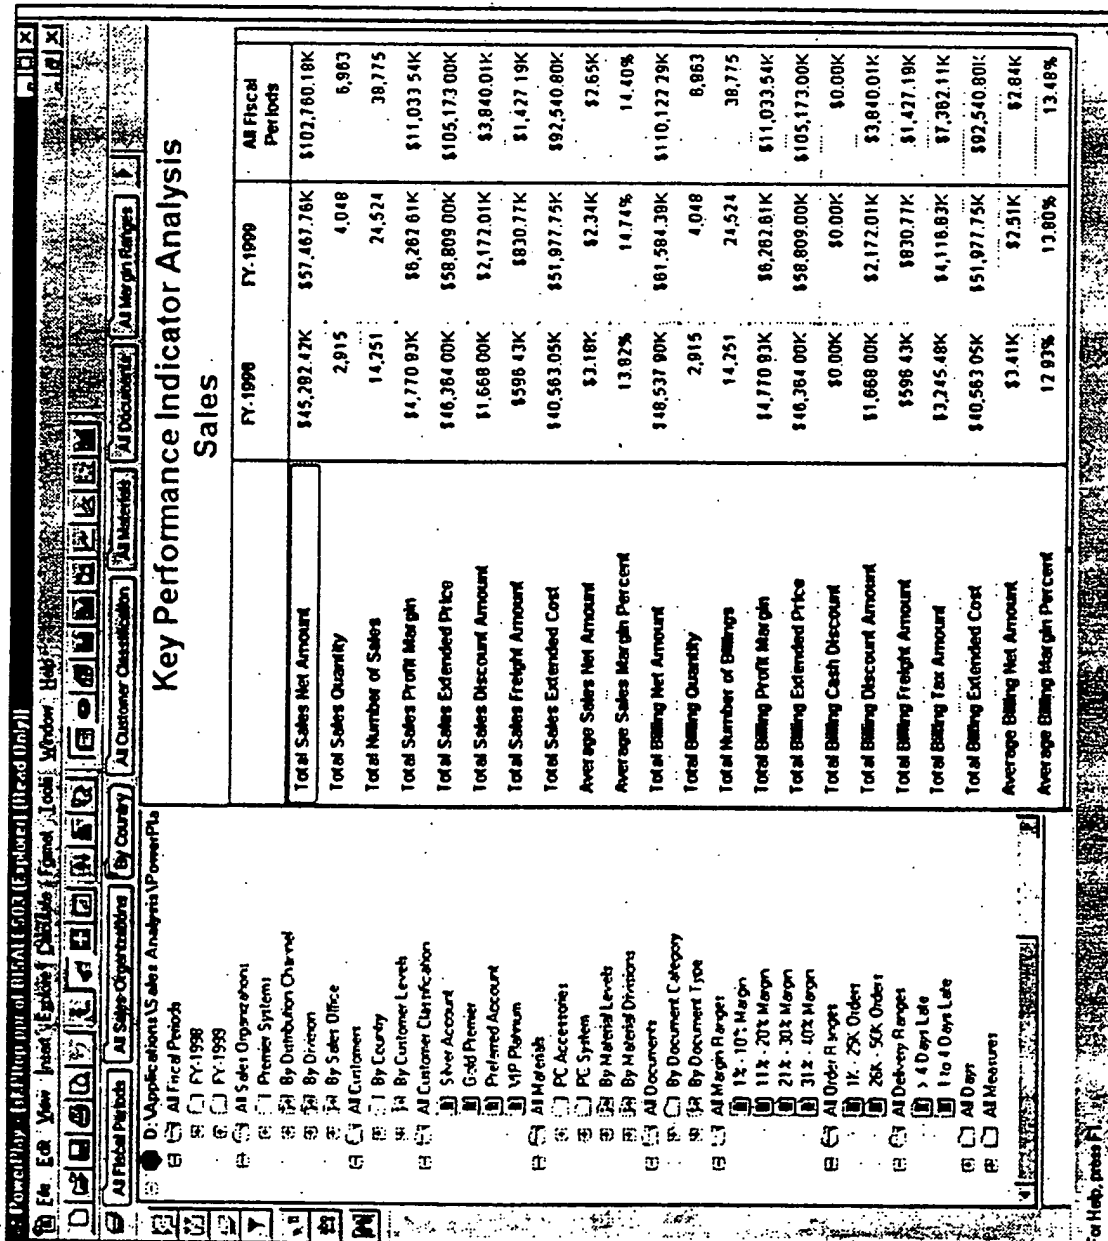 File Edit View Insert Explore Calculate Format Tools Window Help
All Fiscal Periods All Sales Organizations By Country All Customer Classification All Materials All Documents All Margin Ranges
D:\Applications\Sales Analysis\PowerPla
All Fiscal Periods
FY-1998
FY-1999
All Sales Organizations
Premier Systems
By Distribution Channel
By Division
By Sales Office
All Customers
By Country
By Customer Levels
All Customer Classification
Silver Account
Gold Premier
Preferred Account
VIP Platinum
All Materials
PC Accessories
PC System
By Material Levels
By Material Divisions
All Documents
By Document Category
By Document Type
All Margin Ranges
1% - 10% Margin
11% - 20% Margin
21% - 30% Margin
31% - 40% Margin
All Order Ranges
1K - 25K Orders
26K - 50K Orders
All Delivery Ranges
> 4 Days Late
1 to 4 Days Late
All Days
All Measures
Key Performance Indicator Analysis
Sales
FY-1998 FY-1999 All Fiscal Periods
Total Sales Net Amount $45,292.42K $57,467.76K $102,760.18K
Total Sales Quantity 2,915 4,048 6,963
Total Number of Sales 14,251 24,524 38,775
Total Sales Profit Margin $4,770.93K $6,262.61K $11,033.54K
Total Sales Extended Price $46,364.00K $58,809.00K $105,173.00K
Total Sales Discount Amount $1,668.00K $2,172.01K $3,840.01K
Total Sales Freight Amount $596.43K $830.77K $1,427.19K
Total Sales Extended Cost $40,563.05K $51,977.75K $92,540.80K
Average Sales Net Amount $3.18K $2.34K $2.65K
Average Sales Margin Percent 13.82% 14.74% 14.40%
Total Billing Net Amount $48,537.90K $61,584.39K $110,122.29K
Total Billing Quantity 2,915 4,048 6,963
Total Number of Billings 14,251 24,524 38,775
Total Billing Profit Margin $4,770.93K $6,262.61K $11,033.54K
Total Billing Extended Price $46,364.00K $58,809.00K $105,173.00K
Total Billing Cash Discount $0.00K $0.00K $0.00K
Total Billing Discount Amount $1,668.00K $2,172.01K $3,840.01K
Total Billing Freight Amount $596.43K $830.77K $1,427.19K
Total Billing Tax Amount $3,245.48K $4,116.63K $7,362.11K
Total Billing Extended Cost $40,563.05K $51,977.75K $92,540.80K
Average Billing Net Amount $3.41K $2.51K $2.84K
Average Billing Margin Percent 12.93% 13.80% 13.48%
For Help, press F1